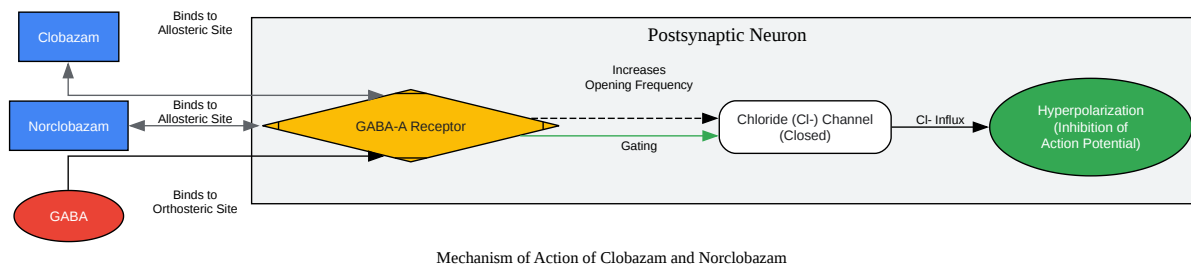 Binds to
Allosteric Site
Clobazam
Postsynaptic Neuron
Increases
Opening Frequency
Binds to
Allosteric Site
Norclobazam
GABA-A Receptor
Chloride (Cl-) Channel
(Closed)
Cl- Influx
Hyperpolarization
(Inhibition of
Action Potential)
Gating
Binds to
Orthosteric Site
GABA
Mechanism of Action of Clobazam and Norclobazam